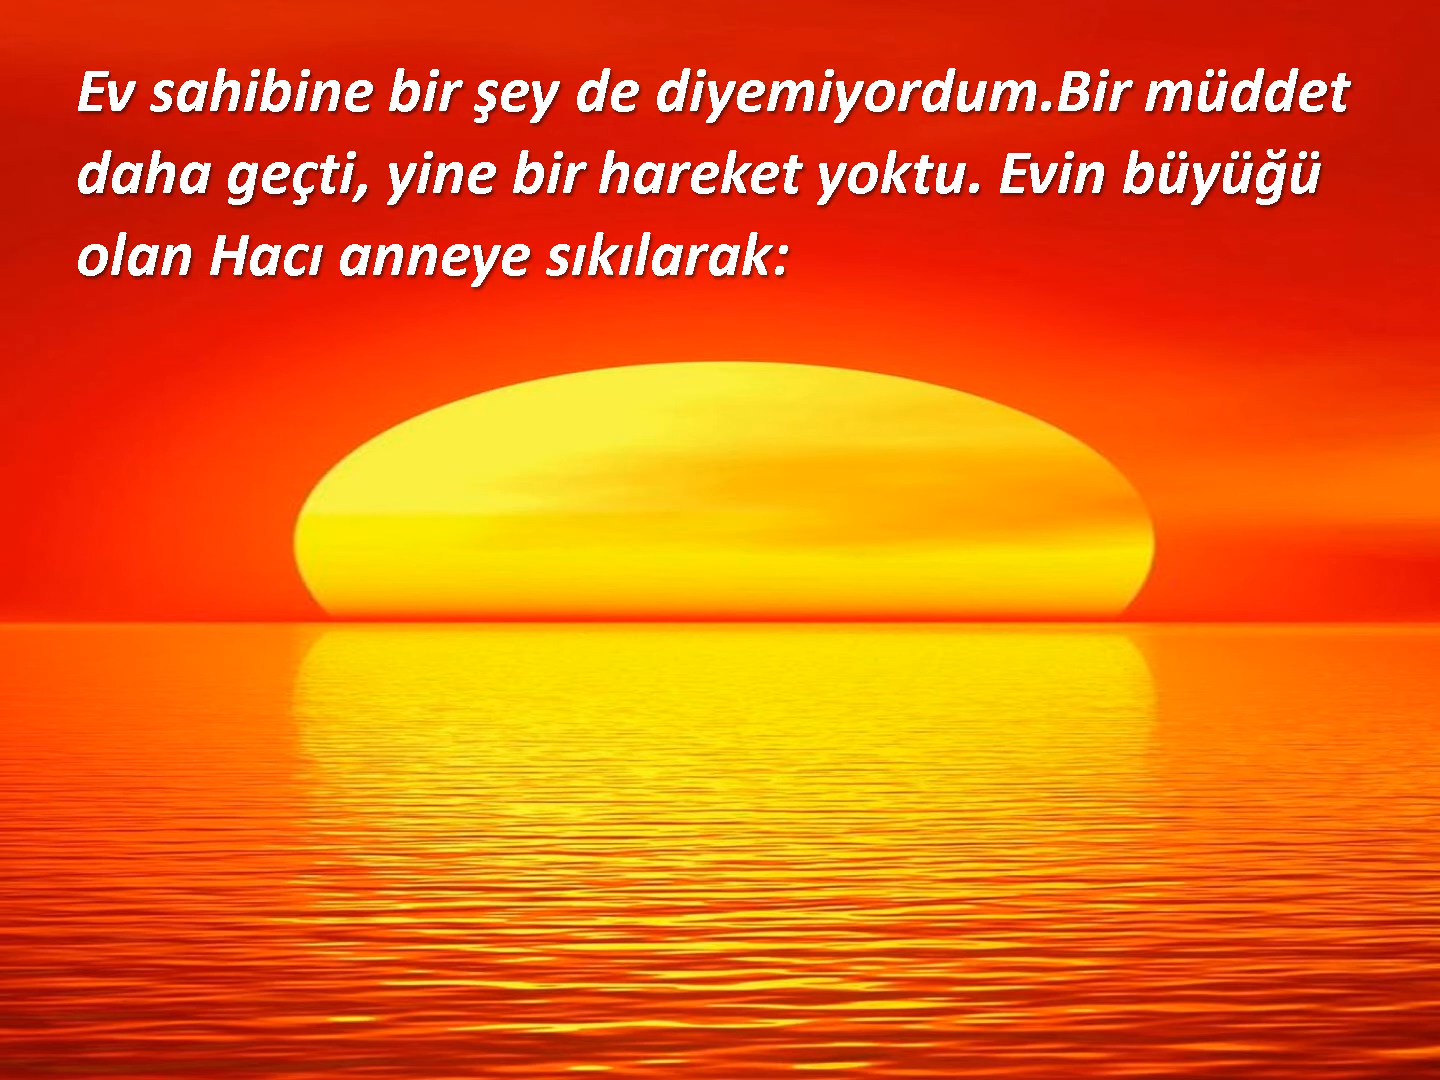 Ev sahibine bir şey de diyemiyordum.Bir müddet
daha geçti, yine bir hareket yoktu. Evin büyüğü
olan Hacı anneye sıkılarak: